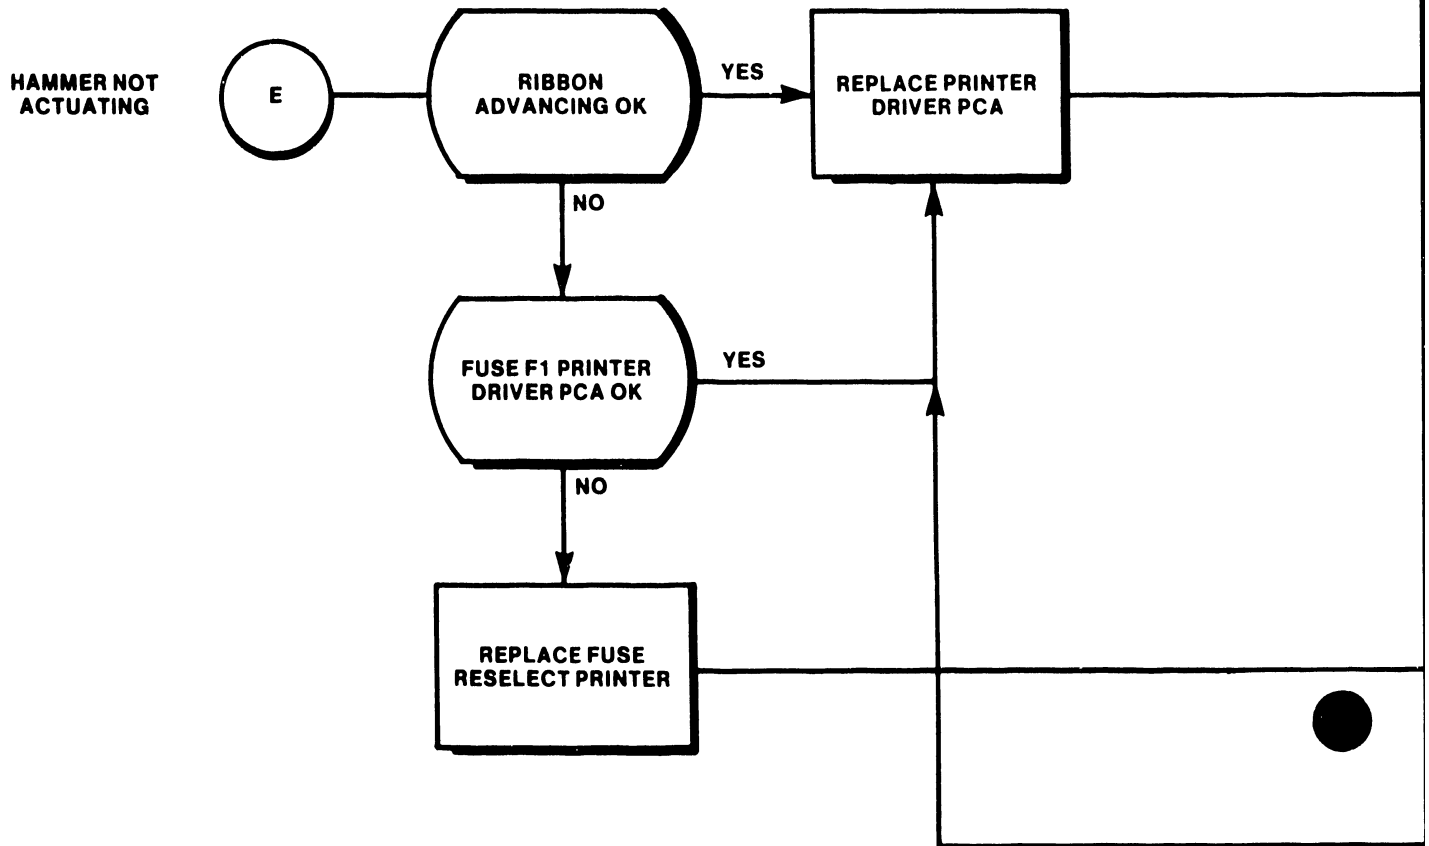 HAMMER NOT
ACTUATING
E
RIBBON
ADVANCING OK
YES
REPLACE PRINTER
DRIVER PCA
NO
FUSE F1 PRINTER
DRIVER PCA OK
YES
NO
REPLACE FUSE
RESELECT PRINTER